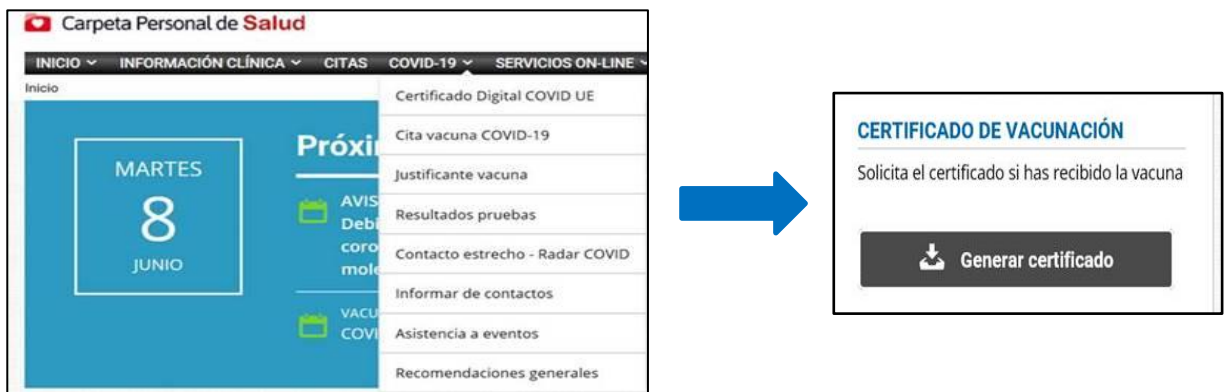 Carpeta Personal de Salud
INICIO INFORMACIÓN CLÍNICA CITAS COVID-19 SERVICIOS ON-LINE
Inicio
MARTES
8
JUNIO
Próxi
AVIS
Debi
coro
mole
VACU
COVI
Certificado Digital COVID UE
Cita vacuna COVID-19
Justificante vacuna
Resultados pruebas
Contacto estrecho - Radar COVID
Informar de contactos
Asistencia a eventos
Recomendaciones generales
CERTIFICADO DE VACUNACIÓN
Solicita el certificado si has recibido la vacuna
Generar certificado